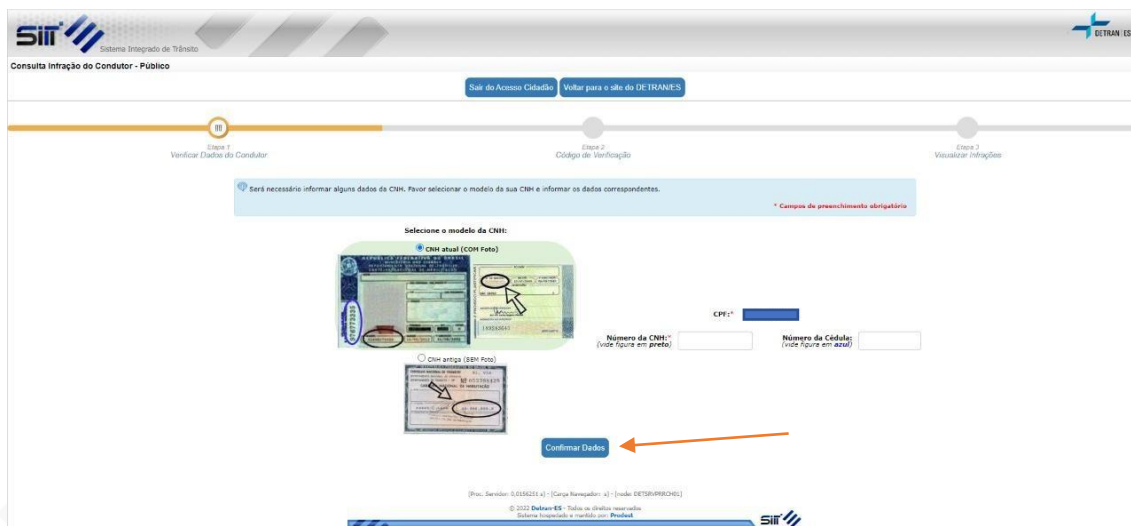 SIT
Sistema Integrado de Trânsito
DETRAN|ES
Consulta Infração do Condutor - Público
Sair do Acesso Cidadão
Voltar para o site do DETRAN/ES
Etapa 1
Verificar Dados do Condutor
Etapa 2
Código de Verificação
Etapa 3
Visualizar Infrações
Será necessário informar alguns dados da CNH. Favor selecionar o modelo da sua CNH e informar os dados correspondentes.
* Campos de preenchimento obrigatório
Selecione o modelo da CNH:
CNH atual (COM Foto)
REPÚBLICA FEDERATIVA DO BRASIL
CPF:*
Número da CNH:*
(vide figura em preto)
Número da Cédula:
(vide figura em azul)
CNH antiga (SEM Foto)
Confirmar Dados
© 2022 Detran-ES - Todos os direitos reservados
Sistema hospedado e mantido por: Prodest
SIT